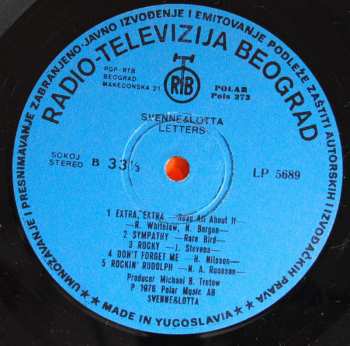 UMNOŽAVANJE I PRESNIMAVANJE ZABRANJENO·JAVNO IZVOĐENJE I EMITOVANJE PODLEŽE ZAŠTITI AUTORSKIH I IZVOĐAČKIH PRAVA
RADIO-TELEVIZIJA BEOGRAD
PGP-RTB
BEOGRAD
MAKEDONSKA 21
RTB
POLAR
Pols 273
SVENNE&LOTTA
LETTERS
SOKOJ
STEREO
B 33⅓
LP 5689
1 EXTRA, EXTRA —Read All About It—
—R. Whitelaw, N. Bergen—
2 SYMPATHY —Rare Bird—
3 ROCKY —J. Stevens—
4 DON'T FORGET ME —H. Nilsson—
5 ROCKIN' RUDOLPH —N. A. Rooseen—
Producer Michael B. Tretow
℗ 1976 Polar Music AB
SVENNE&LOTTA
MADE IN YUGOSLAVIA